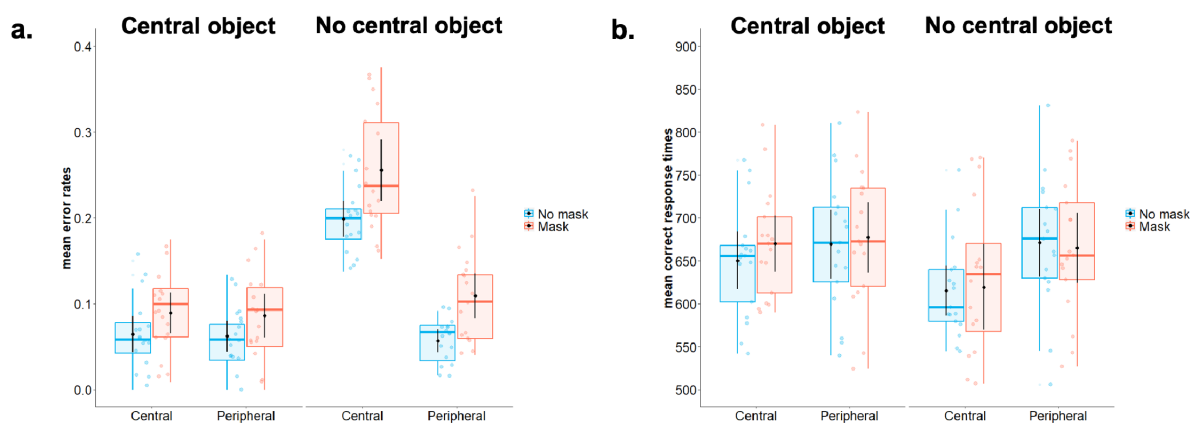 a.
Central object
No central object
mean error rates
0.4
0.3
0.2
0.1
0.0
Central
Peripheral
Central
Peripheral
No mask
Mask
b.
Central object
No central object
mean correct response times
900
850
800
750
700
650
600
550
500
Central
Peripheral
Central
Peripheral
No mask
Mask